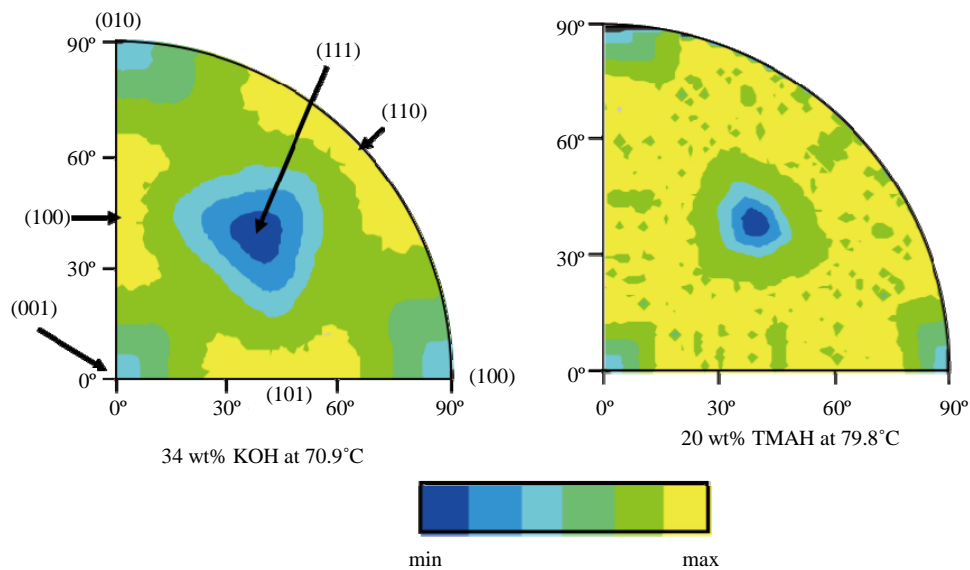 (010)
90º
(111)
(110)
60º
(100)
30º
(001)
0º
(101)
(100)
0º
30º
60º
90º
34 wt% KOH at 70.9˚C
90º
60º
30º
0º
0º
30º
60º
90º
20 wt% TMAH at 79.8˚C
min
max